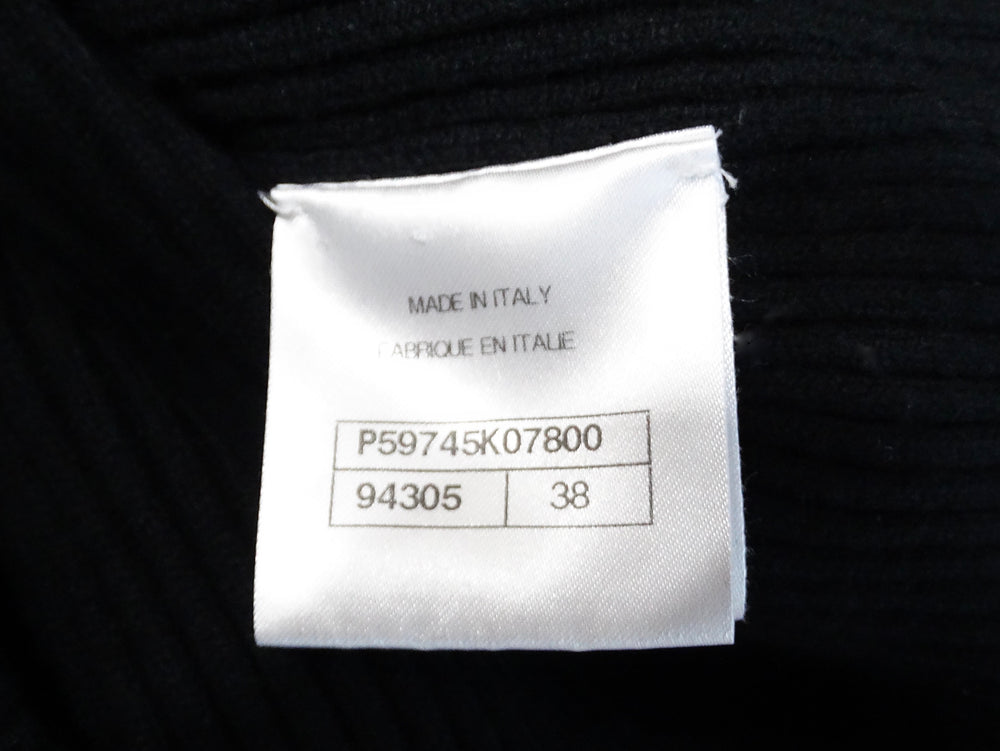 MADE IN ITALY
FABRIQUE EN ITALIE
P59745K07800
94305 38